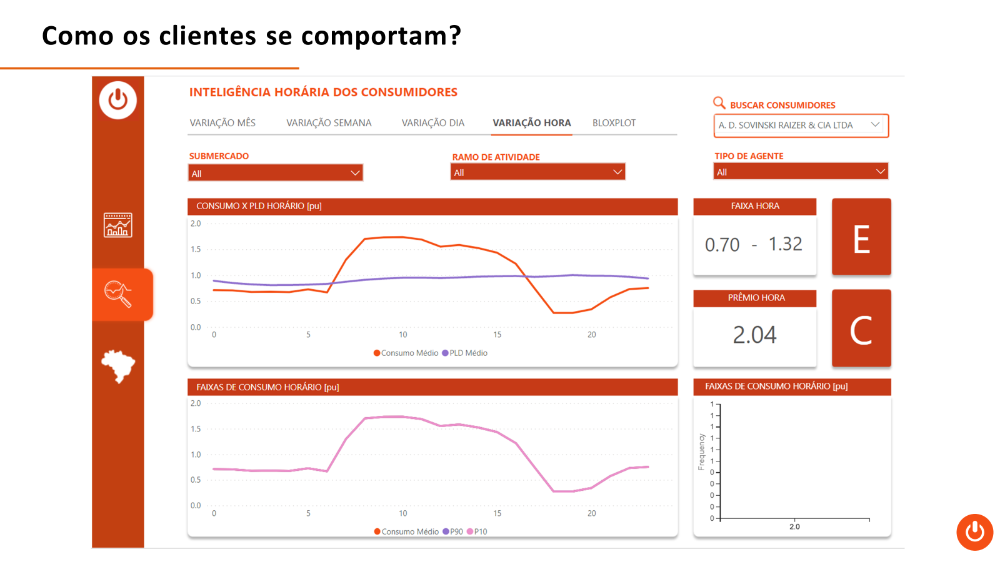 Como os clientes se comportam?
INTELIGÊNCIA HORÁRIA DOS CONSUMIDORES
BUSCAR CONSUMIDORES
VARIAÇÃO MÊS VARIAÇÃO SEMANA VARIAÇÃO DIA VARIAÇÃO HORA BLOXPLOT
A. D. SOVINSKI RAIZER & CIA LTDA
SUBMERCADO RAMO DE ATIVIDADE TIPO DE AGENTE
All All All
CONSUMO X PLD HORÁRIO [pu]
2.0
1.5
1.0
0.5
0.0
0 5 10 15 20
Consumo Médio PLD Médio
FAIXA HORA
0.70 - 1.32
E
PRÊMIO HORA
2.04
C
FAIXAS DE CONSUMO HORÁRIO [pu]
2.0
1.5
1.0
0.5
0.0
0 5 10 15 20
Consumo Médio P90 P10
FAIXAS DE CONSUMO HORÁRIO [pu]
Frequency
1
1
1
1
1
1
0
0
0
0
0
2.0